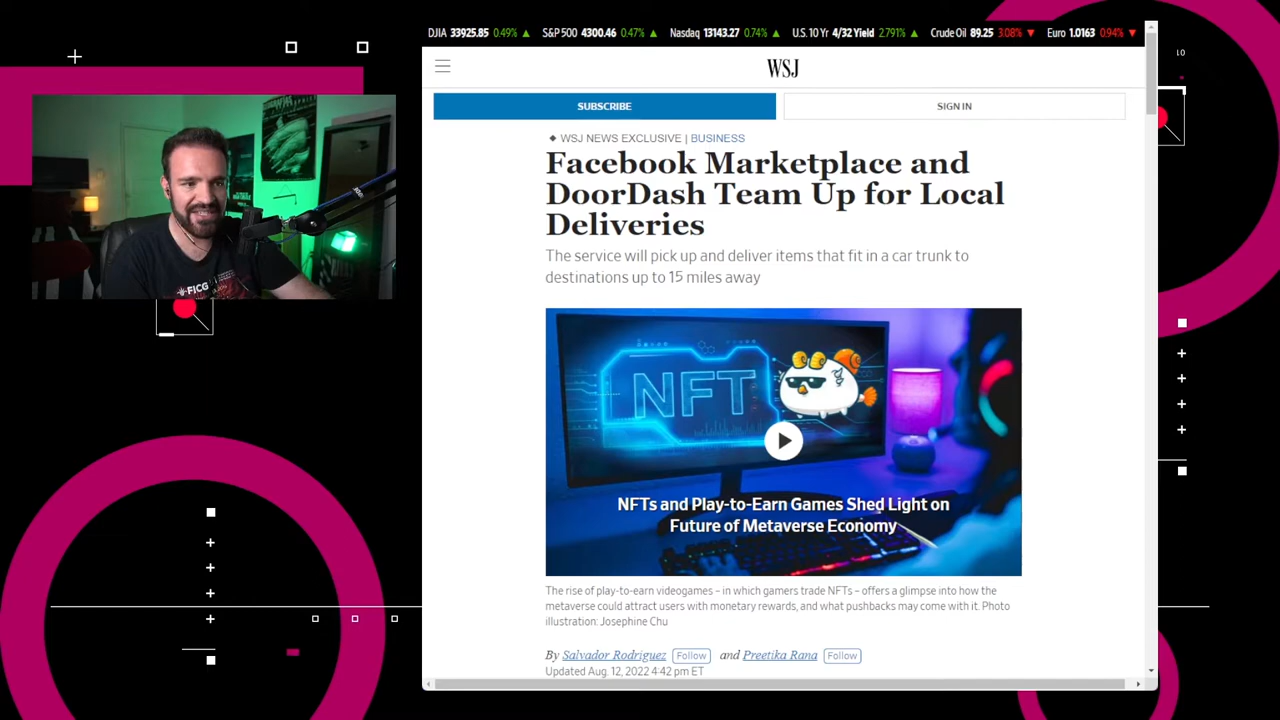 DJIA 33925.85 0.49% ▲ S&P 500 4300.46 0.47% ▲ Nasdaq 13143.27 0.74% ▲ U.S. 10 Yr 4/32 Yield 2.791% ▲ Crude Oil 89.25 3.08% ▼ Euro 1.0163 0.94% ▼
WSJ
SUBSCRIBE SIGN IN
WSJ NEWS EXCLUSIVE | BUSINESS
Facebook Marketplace and
DoorDash Team Up for Local
Deliveries
The service will pick up and deliver items that fit in a car trunk to
destinations up to 15 miles away
NFT
NFTs and Play-to-Earn Games Shed Light on
Future of Metaverse Economy
The rise of play-to-earn videogames – in which gamers trade NFTs – offers a glimpse into how the
metaverse could attract users with monetary rewards, and what pushbacks may come with it. Photo
illustration: Josephine Chu
By Salvador Rodriguez Follow and Preetika Rana Follow
Updated Aug. 12, 2022 4:42 pm ET
FICG